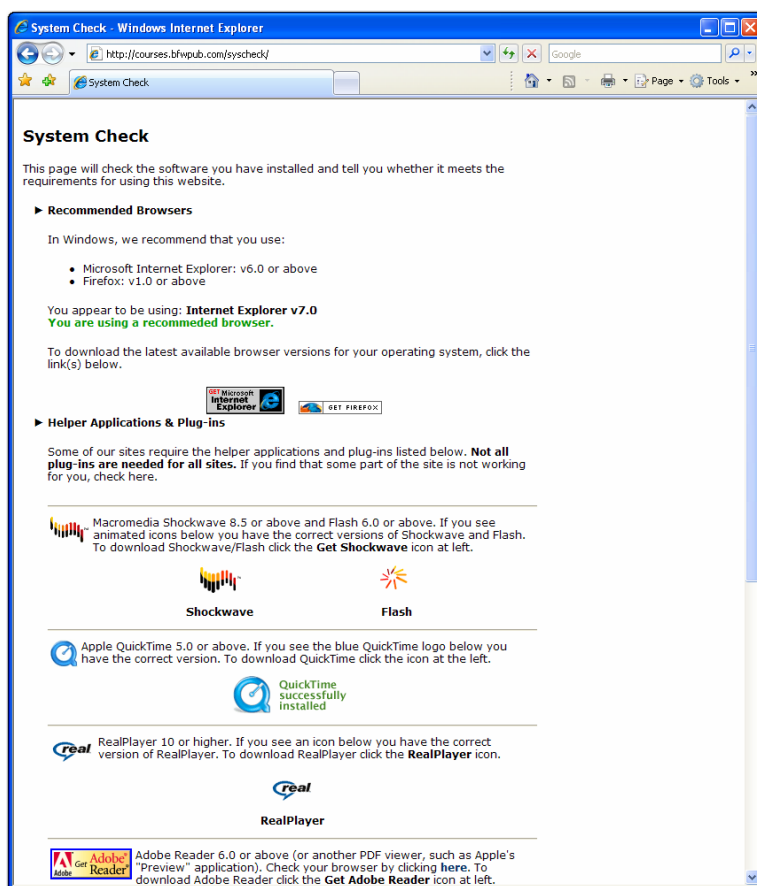 System Check - Windows Internet Explorer
http://courses.bfwpub.com/syscheck/
Google
System Check
Page
Tools
System Check
This page will check the software you have installed and tell you whether it meets the
requirements for using this website.
Recommended Browsers
In Windows, we recommend that you use:
Microsoft Internet Explorer: v6.0 or above
Firefox: v1.0 or above
You appear to be using: Internet Explorer v7.0
You are using a recommeded browser.
To download the latest available browser versions for your operating system, click the
link(s) below.
GET Microsoft
Internet
Explorer
GET FIREFOX
Helper Applications & Plug-ins
Some of our sites require the helper applications and plug-ins listed below. Not all
plug-ins are needed for all sites. If you find that some part of the site is not working
for you, check here.
Macromedia Shockwave 8.5 or above and Flash 6.0 or above. If you see
animated icons below you have the correct versions of Shockwave and Flash.
To download Shockwave/Flash click the Get Shockwave icon at left.
Shockwave
Flash
Apple QuickTime 5.0 or above. If you see the blue QuickTime logo below you
have the correct version. To download QuickTime click the icon at the left.
QuickTime
successfully
installed
real
RealPlayer 10 or higher. If you see an icon below you have the correct
version of RealPlayer. To download RealPlayer click the RealPlayer icon.
real
RealPlayer
Adobe
Get Adobe
Reader
Adobe Reader 6.0 or above (or another PDF viewer, such as Apple's
"Preview" application). Check your browser by clicking here. To
download Adobe Reader click the Get Adobe Reader icon at left.